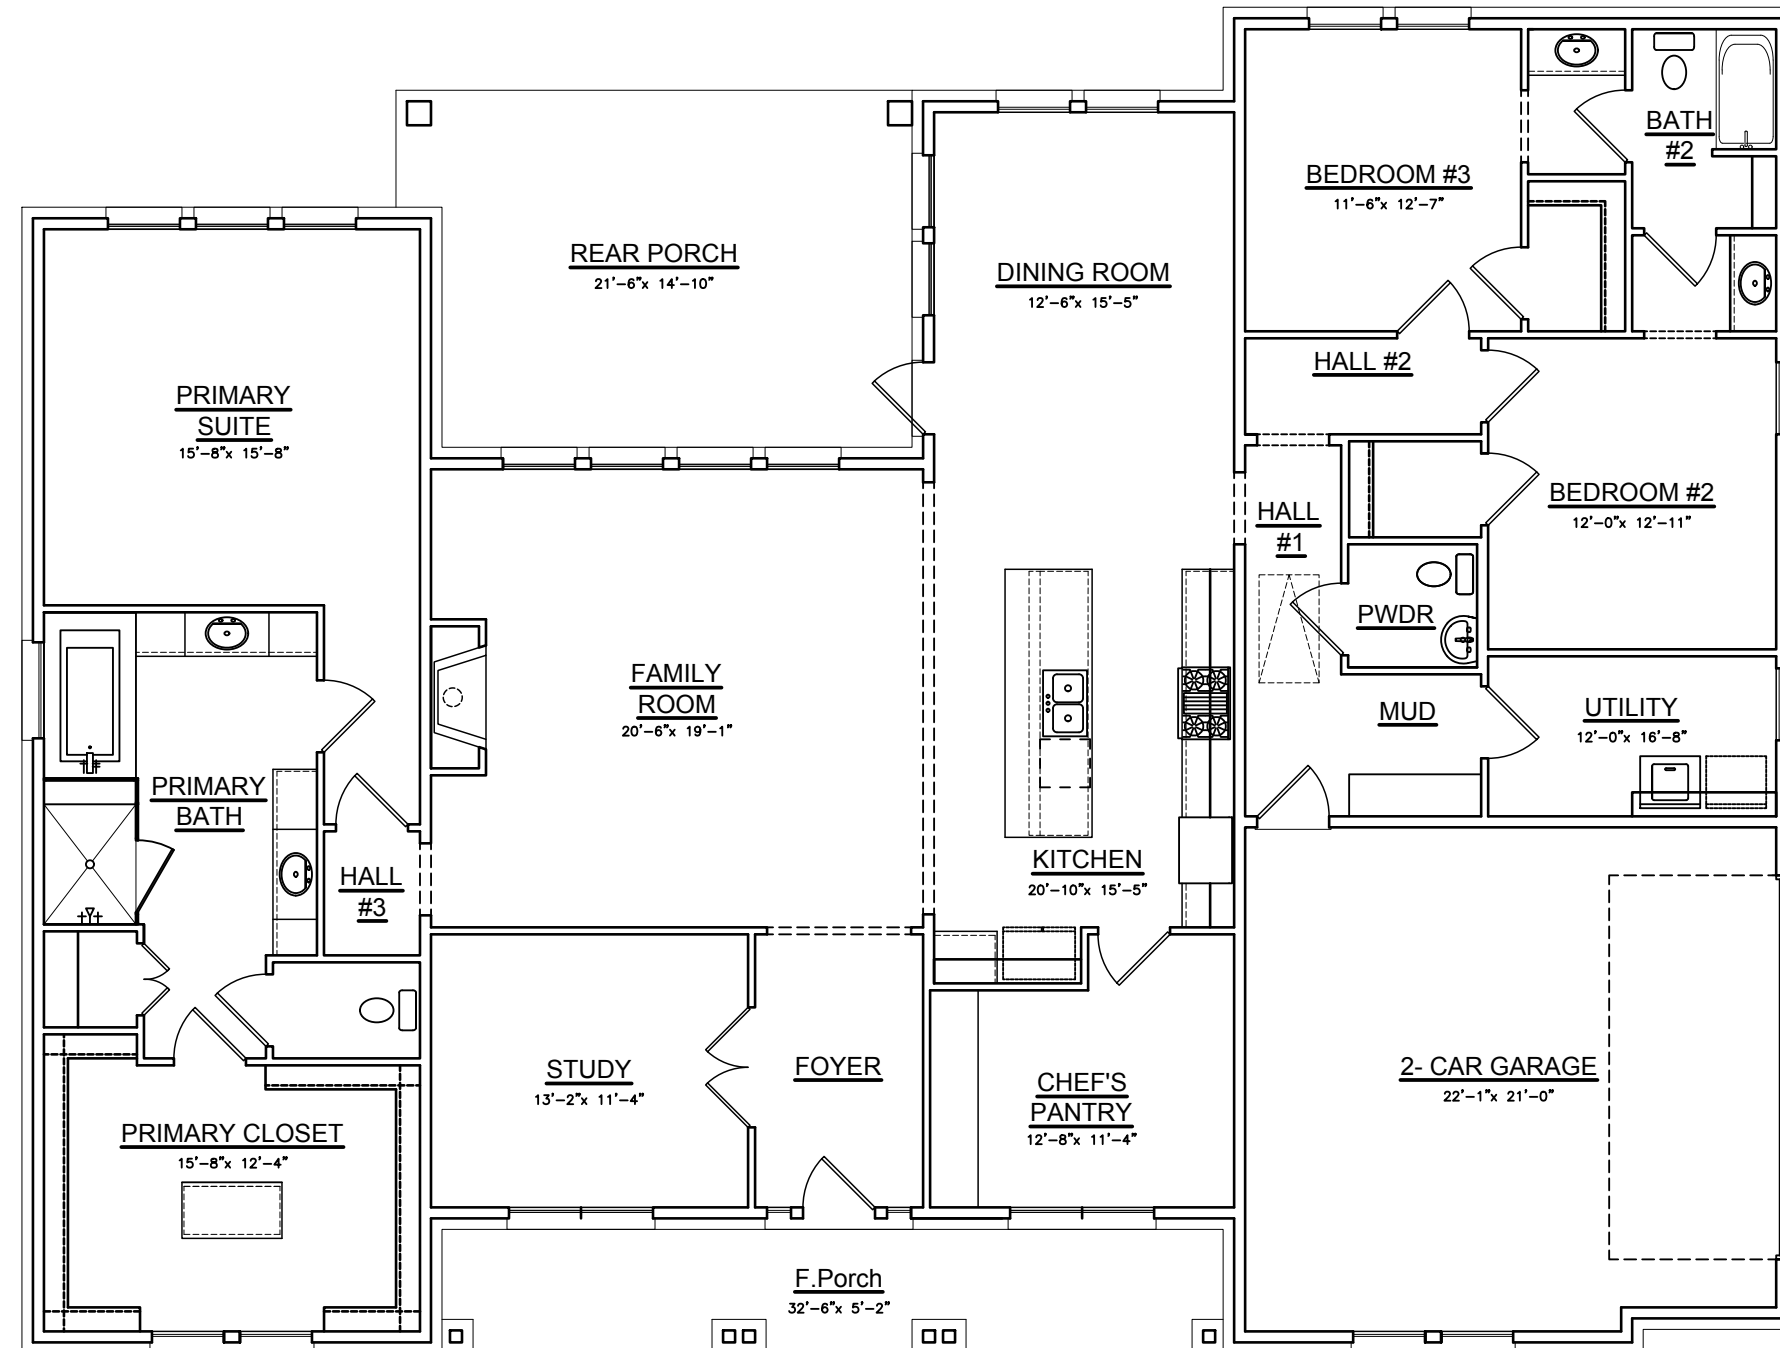 BEDROOM #3
11'-6"x 12'-7"
BATH
#2
REAR PORCH
21'-6"x 14'-10"
DINING ROOM
12'-6"x 15'-5"
PRIMARY
SUITE
15'-8"x 15'-8"
HALL #2
HALL
#1
BEDROOM #2
12'-0"x 12'-11"
PWDR
FAMILY
ROOM
20'-6"x 19'-1"
MUD
UTILITY
12'-0"x 16'-8"
PRIMARY
BATH
HALL
#3
KITCHEN
20'-10"x 15'-5"
STUDY
13'-2"x 11'-4"
FOYER
CHEF'S
PANTRY
12'-8"x 11'-4"
2- CAR GARAGE
22'-1"x 21'-0"
PRIMARY CLOSET
15'-8"x 12'-4"
F.Porch
32'-6"x 5'-2"